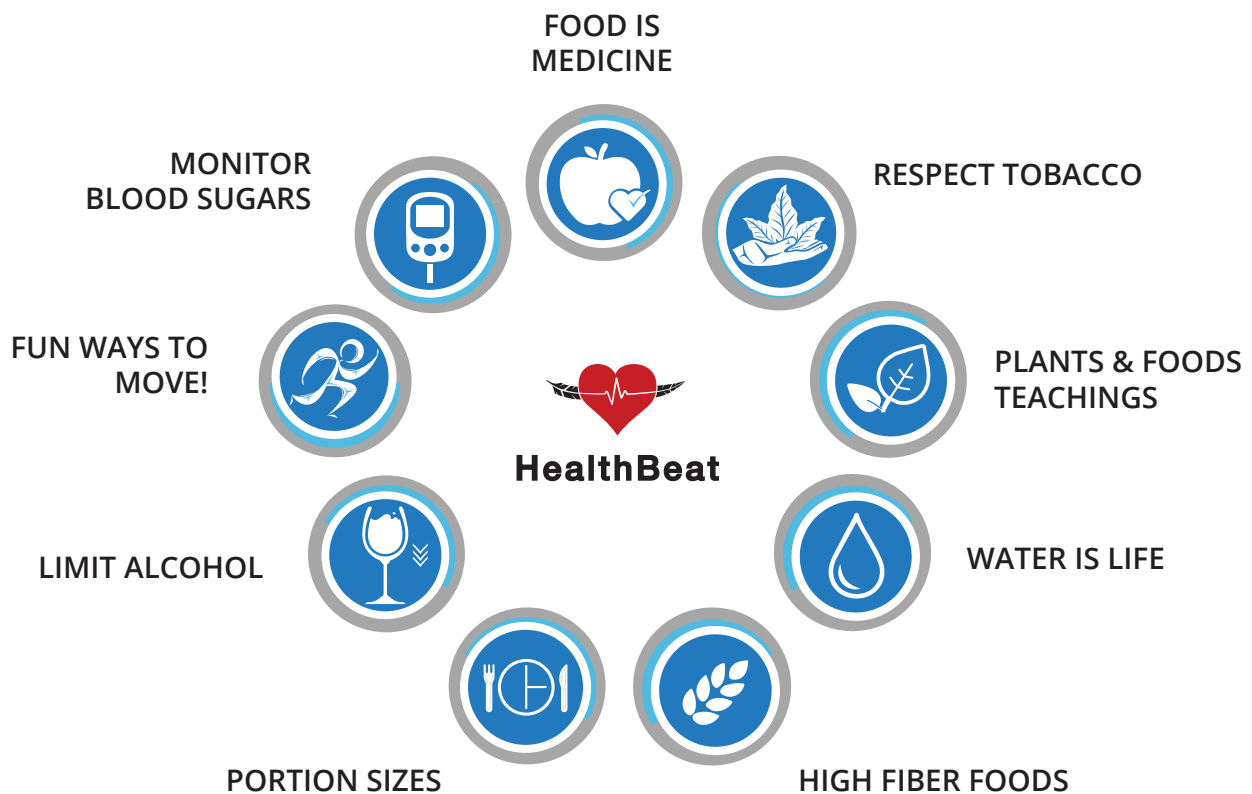 FOOD IS
MEDICINE
MONITOR
BLOOD SUGARS
RESPECT TOBACCO
FUN WAYS TO
MOVE!
PLANTS & FOODS
TEACHINGS
HealthBeat
LIMIT ALCOHOL
WATER IS LIFE
PORTION SIZES
HIGH FIBER FOODS